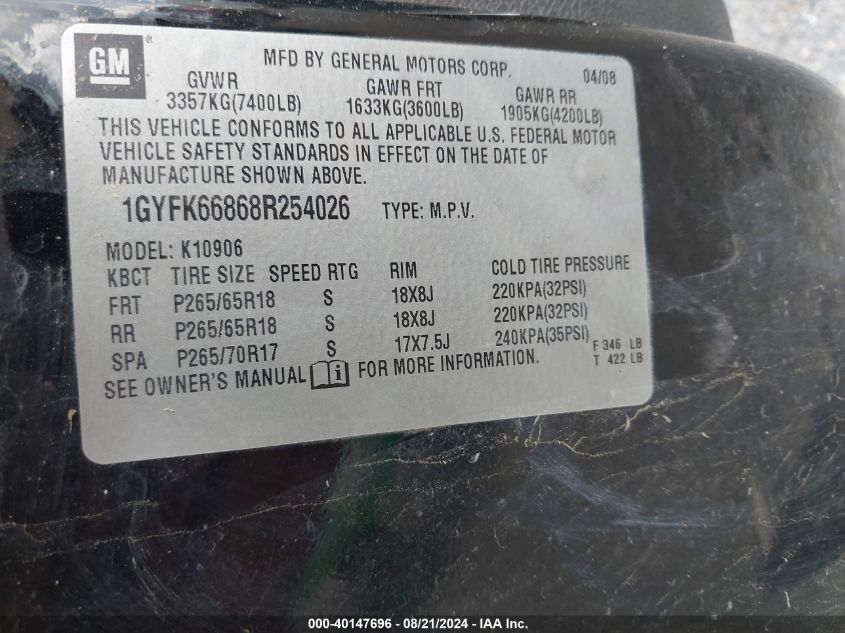 GM ®
MFD BY GENERAL MOTORS CORP. 04/08
GVWR GAWR FRT GAWR RR
3357KG(7400LB) 1633KG(3600LB) 1905KG(4200LB)
THIS VEHICLE CONFORMS TO ALL APPLICABLE U.S. FEDERAL MOTOR
VEHICLE SAFETY STANDARDS IN EFFECT ON THE DATE OF
MANUFACTURE SHOWN ABOVE.
1GYFK66868R254026 TYPE: M.P.V.
MODEL: K10906
KBCT TIRE SIZE SPEED RTG RIM COLD TIRE PRESSURE
FRT P265/65R18 S 18X8J 220KPA(32PSI)
RR P265/65R18 S 18X8J 220KPA(32PSI)
SPA P265/70R17 S 17X7.5J 240KPA(35PSI) F 346 LB
T 422 LB
SEE OWNER'S MANUAL i FOR MORE INFORMATION.
000-40147696 - 08/21/2024 - IAA Inc.